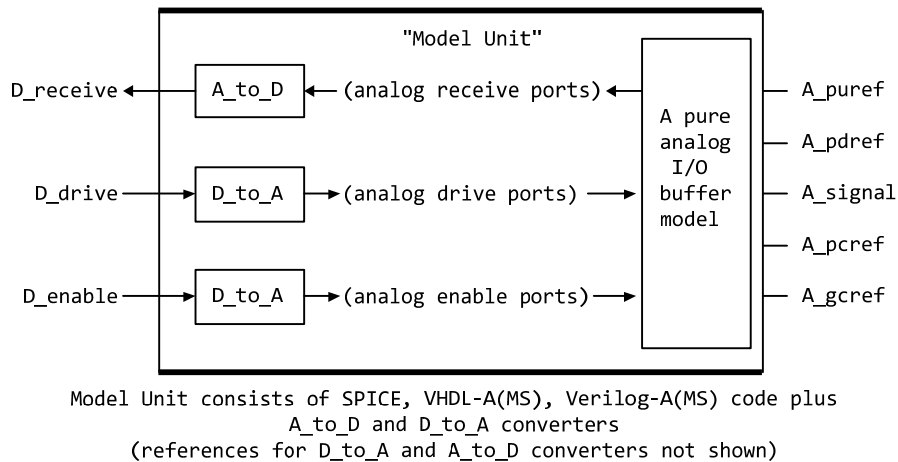 "Model Unit"
D_receive A_to_D (analog receive ports) A_puref
A pure
analog
I/O
buffer
model
A_pdref
D_drive D_to_A (analog drive ports) A_signal
A_pcref
D_enable D_to_A (analog enable ports) A_gcref
Model Unit consists of SPICE, VHDL-A(MS), Verilog-A(MS) code plus
A_to_D and D_to_A converters
(references for D_to_A and A_to_D converters not shown)